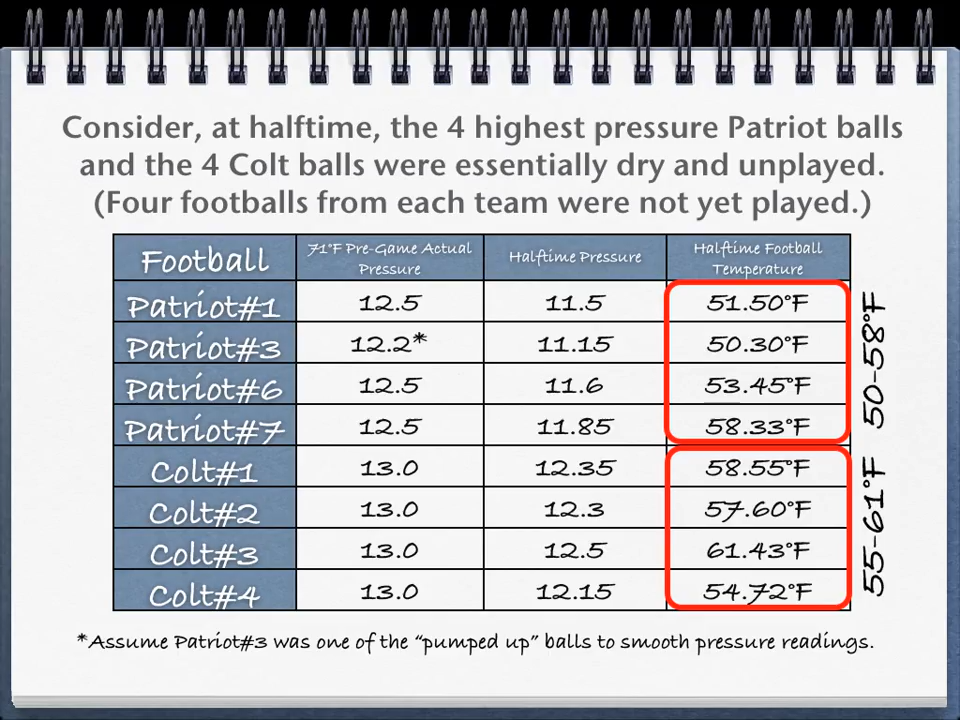 Consider, at halftime, the 4 highest pressure Patriot balls
and the 4 Colt balls were essentially dry and unplayed.
(Four footballs from each team were not yet played.)
Football 71°F Pre-Game Actual Pressure Halftime Pressure Halftime Football Temperature
Patriot#1 12.5 11.5 51.50°F
Patriot#3 12.2* 11.15 50.30°F
Patriot#6 12.5 11.6 53.45°F
Patriot#7 12.5 11.85 58.33°F
50-58°F
Colt#1 13.0 12.35 58.55°F
Colt#2 13.0 12.3 57.60°F
Colt#3 13.0 12.5 61.43°F
Colt#4 13.0 12.15 54.72°F
55-61°F
*Assume Patriot#3 was one of the “pumped up” balls to smooth pressure readings.